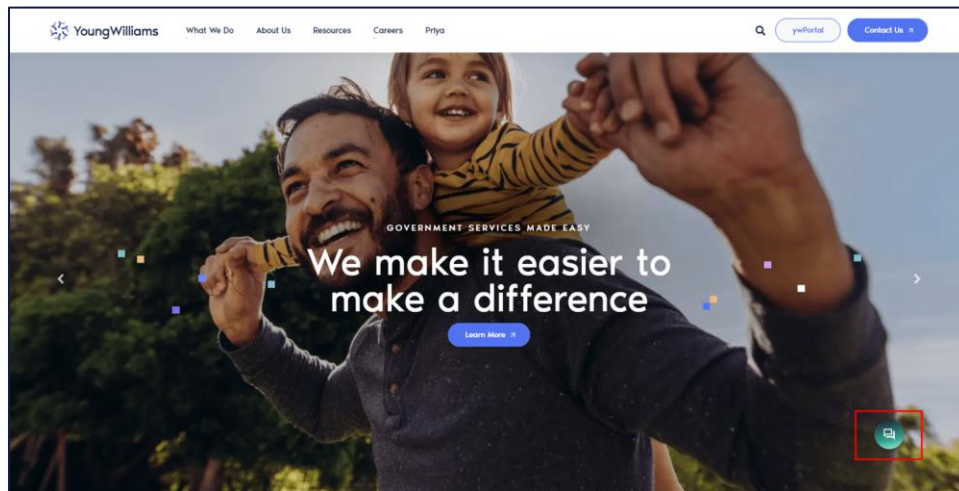 YoungWilliams
What We Do
About Us
Resources
Careers
Priya
ywPortal
Contact Us
GOVERNMENT SERVICES MADE EASY
We make it easier to
make a difference
Learn More